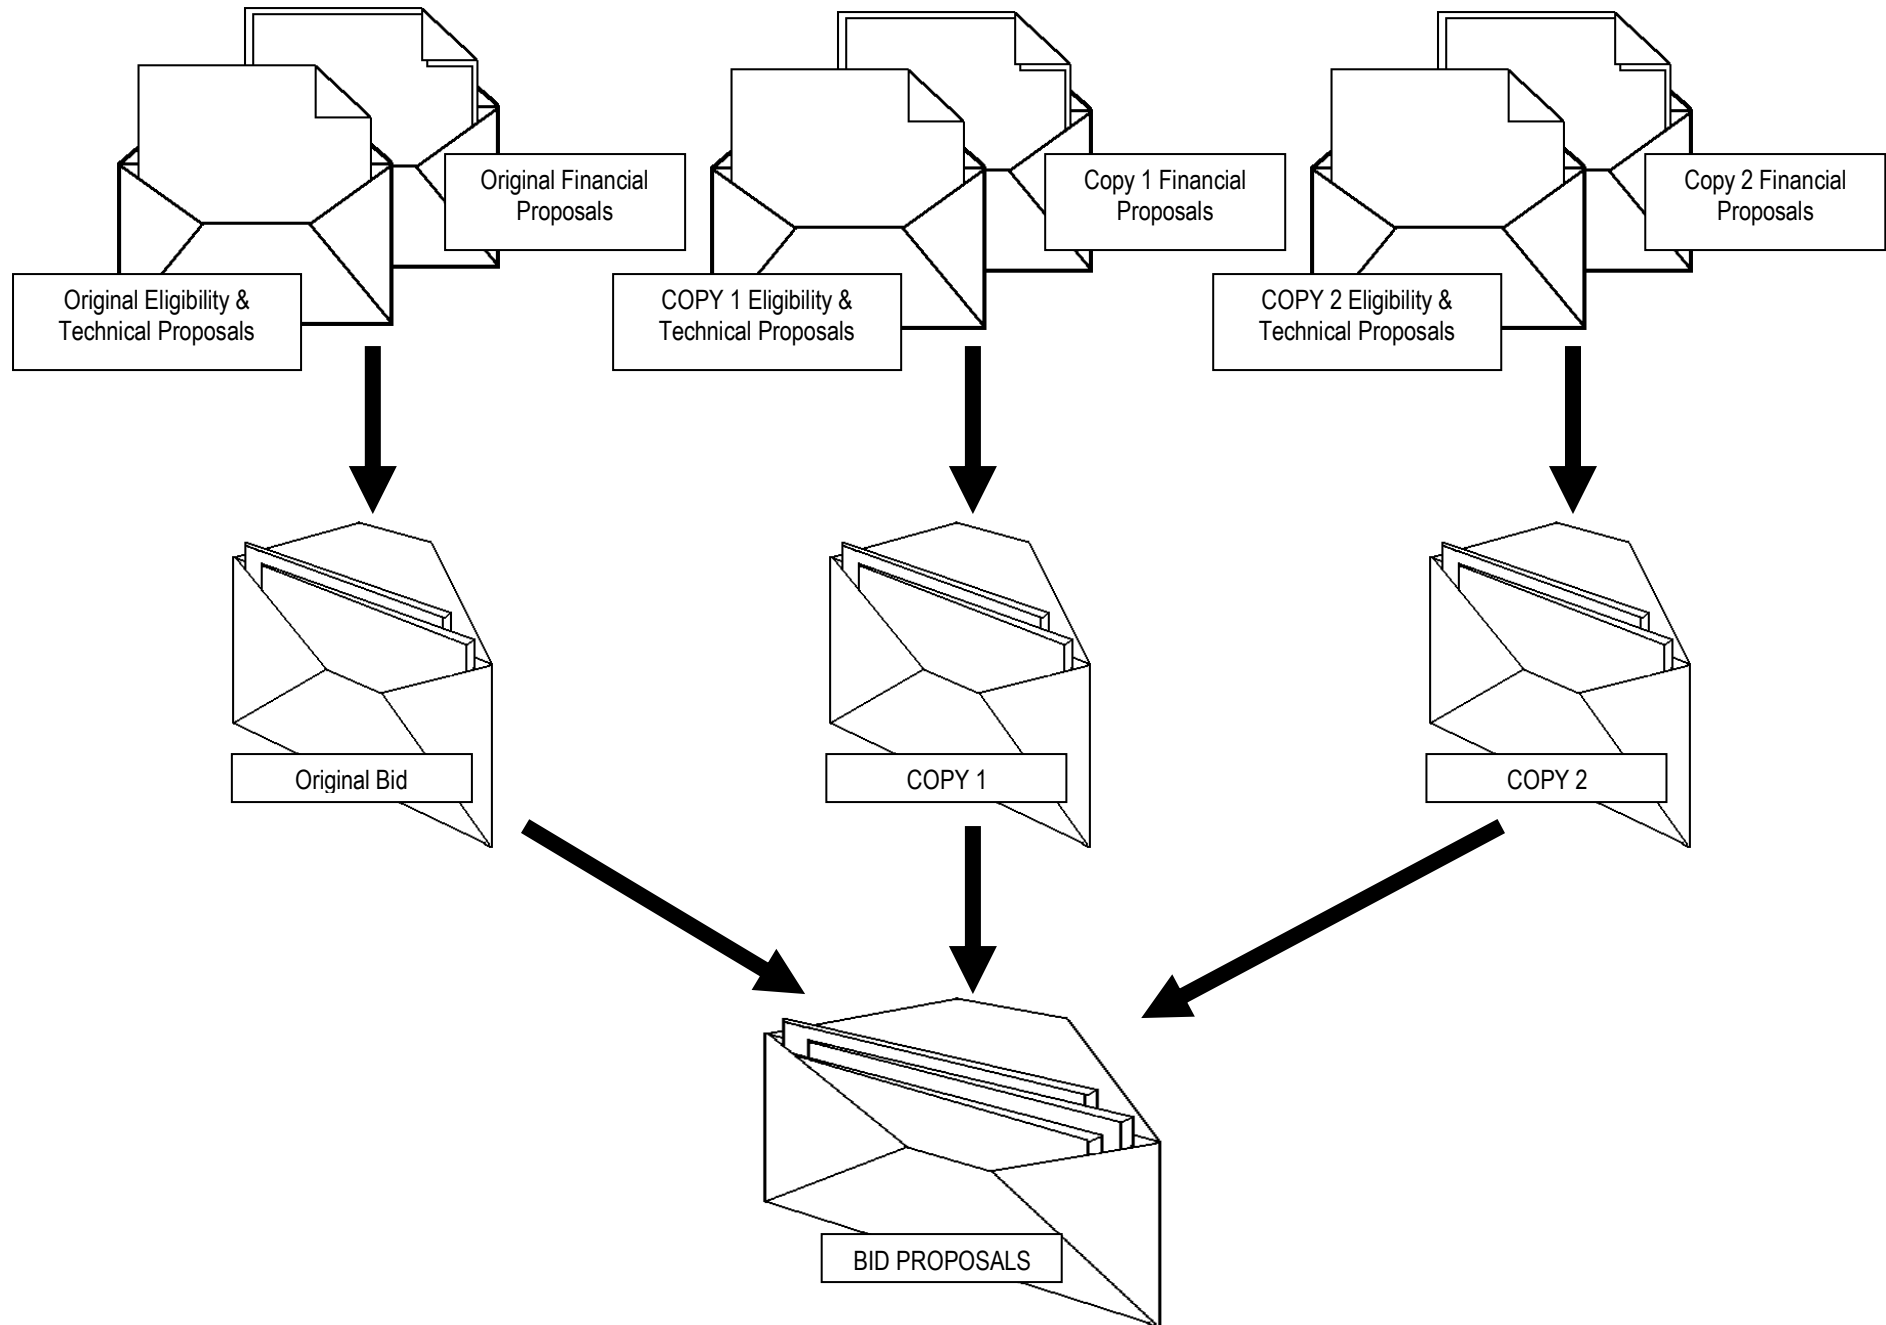 Original Financial
Proposals
Copy 1 Financial
Proposals
Copy 2 Financial
Proposals
Original Eligibility &
Technical Proposals
COPY 1 Eligibility &
Technical Proposals
COPY 2 Eligibility &
Technical Proposals
Original Bid
COPY 1
COPY 2
BID PROPOSALS